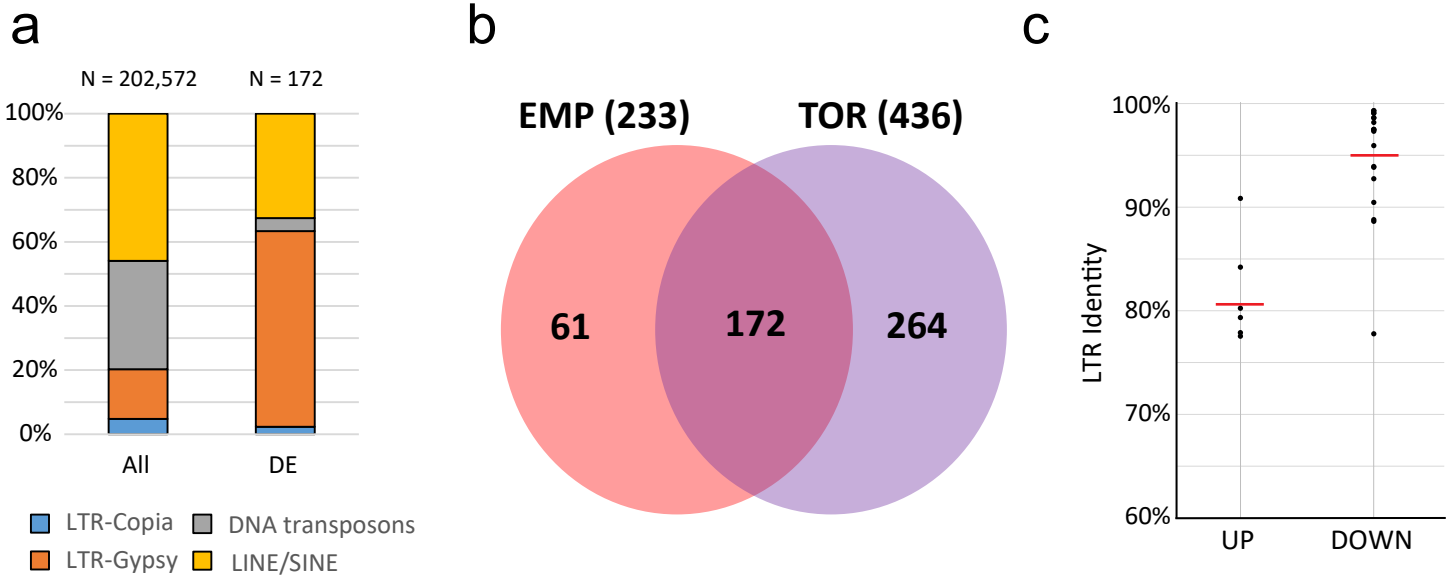 a
N = 202,572
N = 172
100%
80%
60%
40%
20%
0%
All
DE
LTR-Copia
DNA transposons
LTR-Gypsy
LINE/SINE
b
EMP (233)
TOR (436)
61
172
264
c
LTR Identity
100%
90%
80%
70%
60%
UP
DOWN